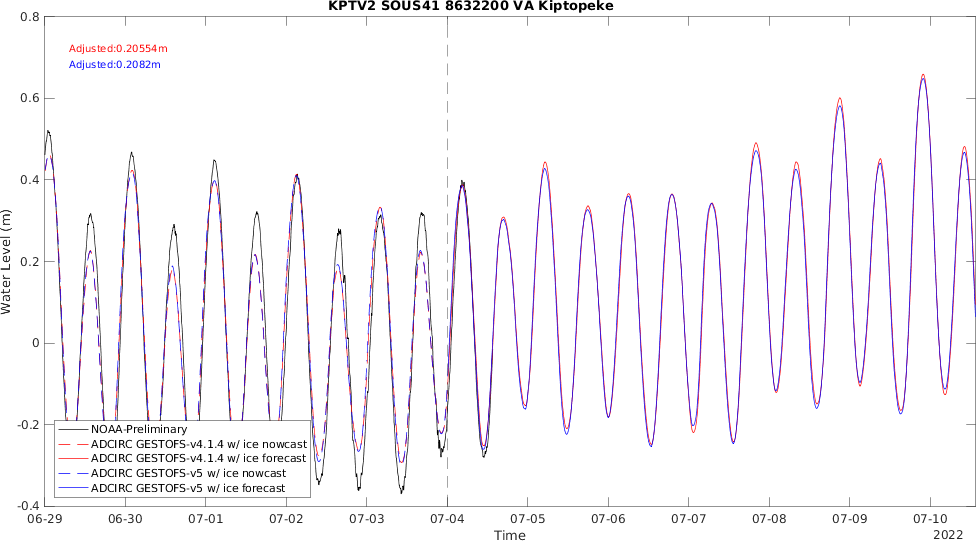 KPTV2 SOUS41 8632200 VA Kiptopeke
Adjusted:0.20554m
Adjusted:0.2082m
Water Level (m)
0.8
0.6
0.4
0.2
0
-0.2
-0.4
NOAA-Preliminary
ADCIRC GESTOFS-v4.1.4 w/ ice nowcast
ADCIRC GESTOFS-v4.1.4 w/ ice forecast
ADCIRC GESTOFS-v5 w/ ice nowcast
ADCIRC GESTOFS-v5 w/ ice forecast
06-29 06-30 07-01 07-02 07-03 07-04 07-05 07-06 07-07 07-08 07-09 07-10
Time
2022